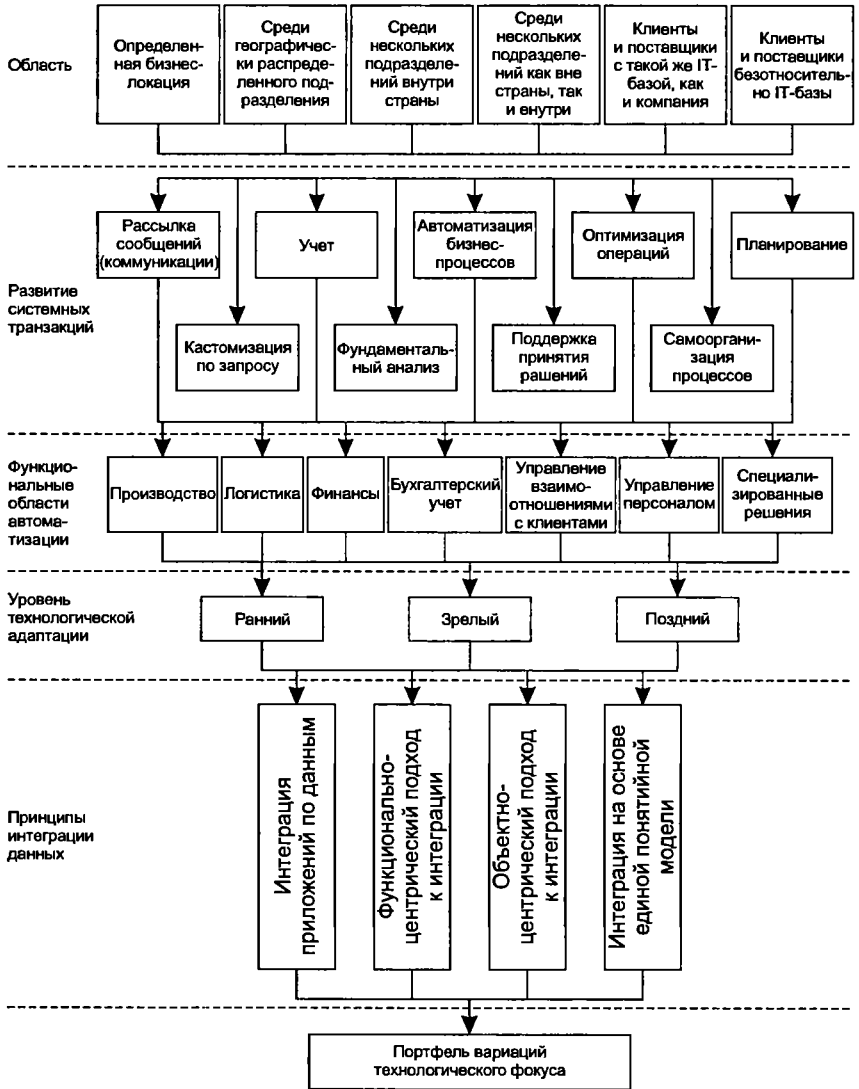 Область
Определен-
ная бизнес-
локация
Среди
географически
распреде-
ленного под-
разделения
Среди
нескольких
подразделе-
ний внутри
страны
Среди
нескольких
подразделе-
ний как вне
страны, так
и енутри
Клиенты
и поставщики
с такой же IT-
базой, как
и компания
Клиенты
и поставщики
безотноситель-
но IT-базы
Развитие
системных
транзакций
Рассылка
сообщений
(коммуникации)
Учет
Автоматизация
бизнес-
процессов
Оптимизация
операций
Планирование
Кастомизация
по запросу
Фундаменталь-
ный анализ
Поддержка
принятия
рашений
Самооргани-
зация
процессов
Функцио-
нальные
области
автома-
тизации
Производство
Логистика
Финансы
Бухгалтерский
учет
Управление
взаимо-
отношениями
с клиентами
Управление
персоналом
Специали-
зированные
решения
Уровень
технологической
адаптации
Ранний
Зрелый
Поздний
Принципы
интеграции
данных
Интеграция
приложений по данным
Функционально-
центрический подход
к интеграции
Объектно-
центрический подход
к интеграции
Интеграция на основе
единой понятийной
модели
Портфель вариаций
технологического фокуса